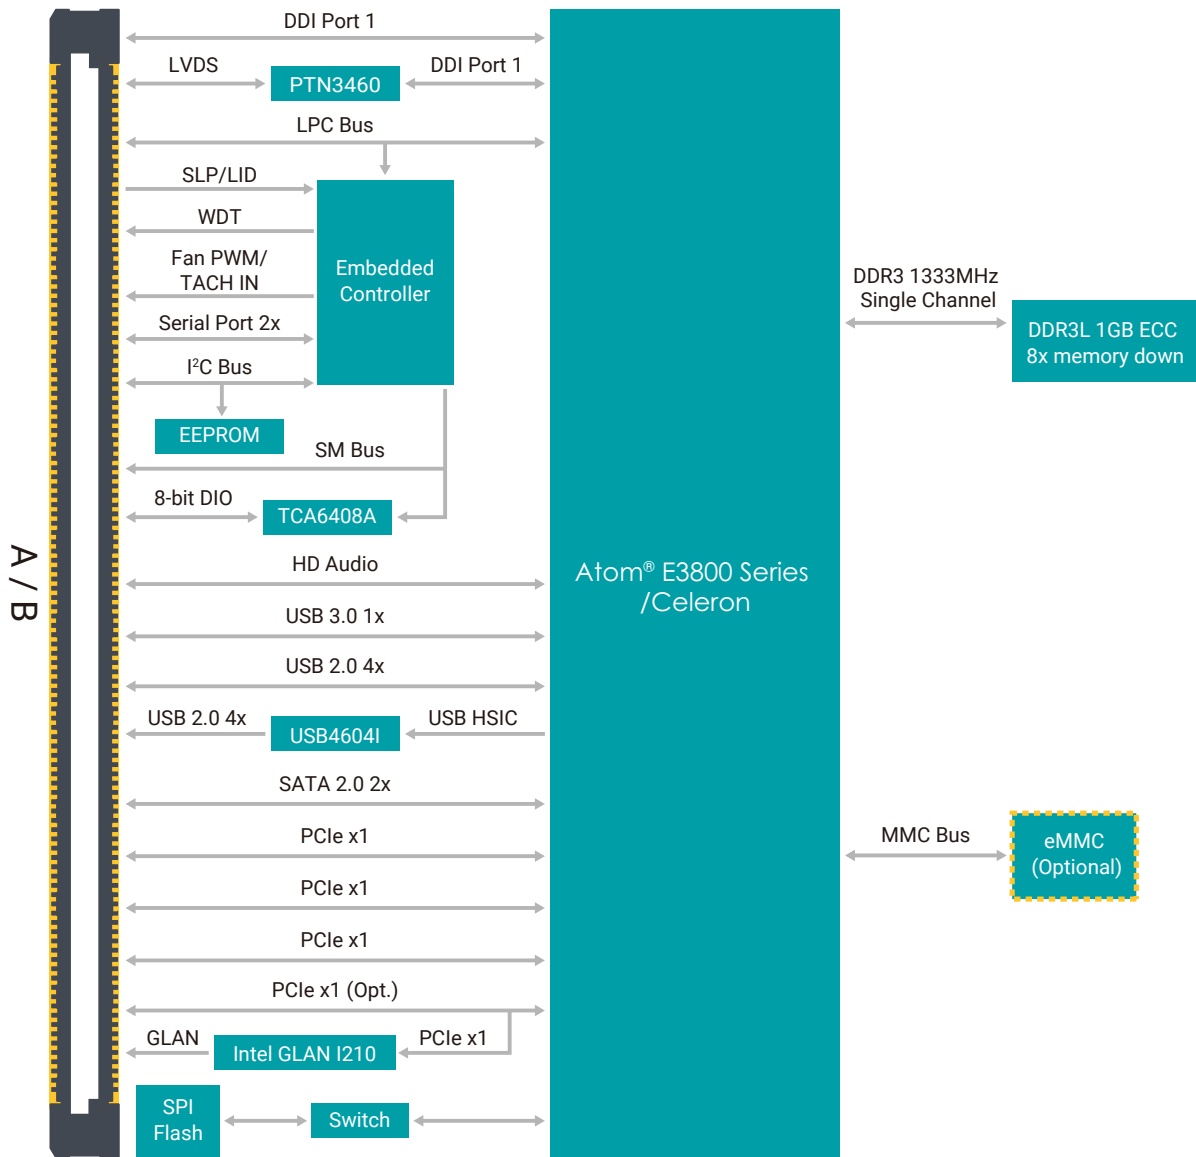 DDI Port 1
LVDS
PTN3460
DDI Port 1
LPC Bus
SLP/LID
WDT
Fan PWM/
TACH IN
Embedded
Controller
Serial Port 2x
I²C Bus
EEPROM
SM Bus
8-bit DIO
TCA6408A
DDR3 1333MHz
Single Channel
DDR3L 1GB ECC
8x memory down
A / B
HD Audio
Atom® E3800 Series
/Celeron
USB 3.0 1x
USB 2.0 4x
USB 2.0 4x
USB4604I
USB HSIC
SATA 2.0 2x
PCIe x1
MMC Bus
eMMC
(Optional)
PCIe x1
PCIe x1
PCIe x1 (Opt.)
GLAN
Intel GLAN I210
PCIe x1
SPI
Flash
Switch